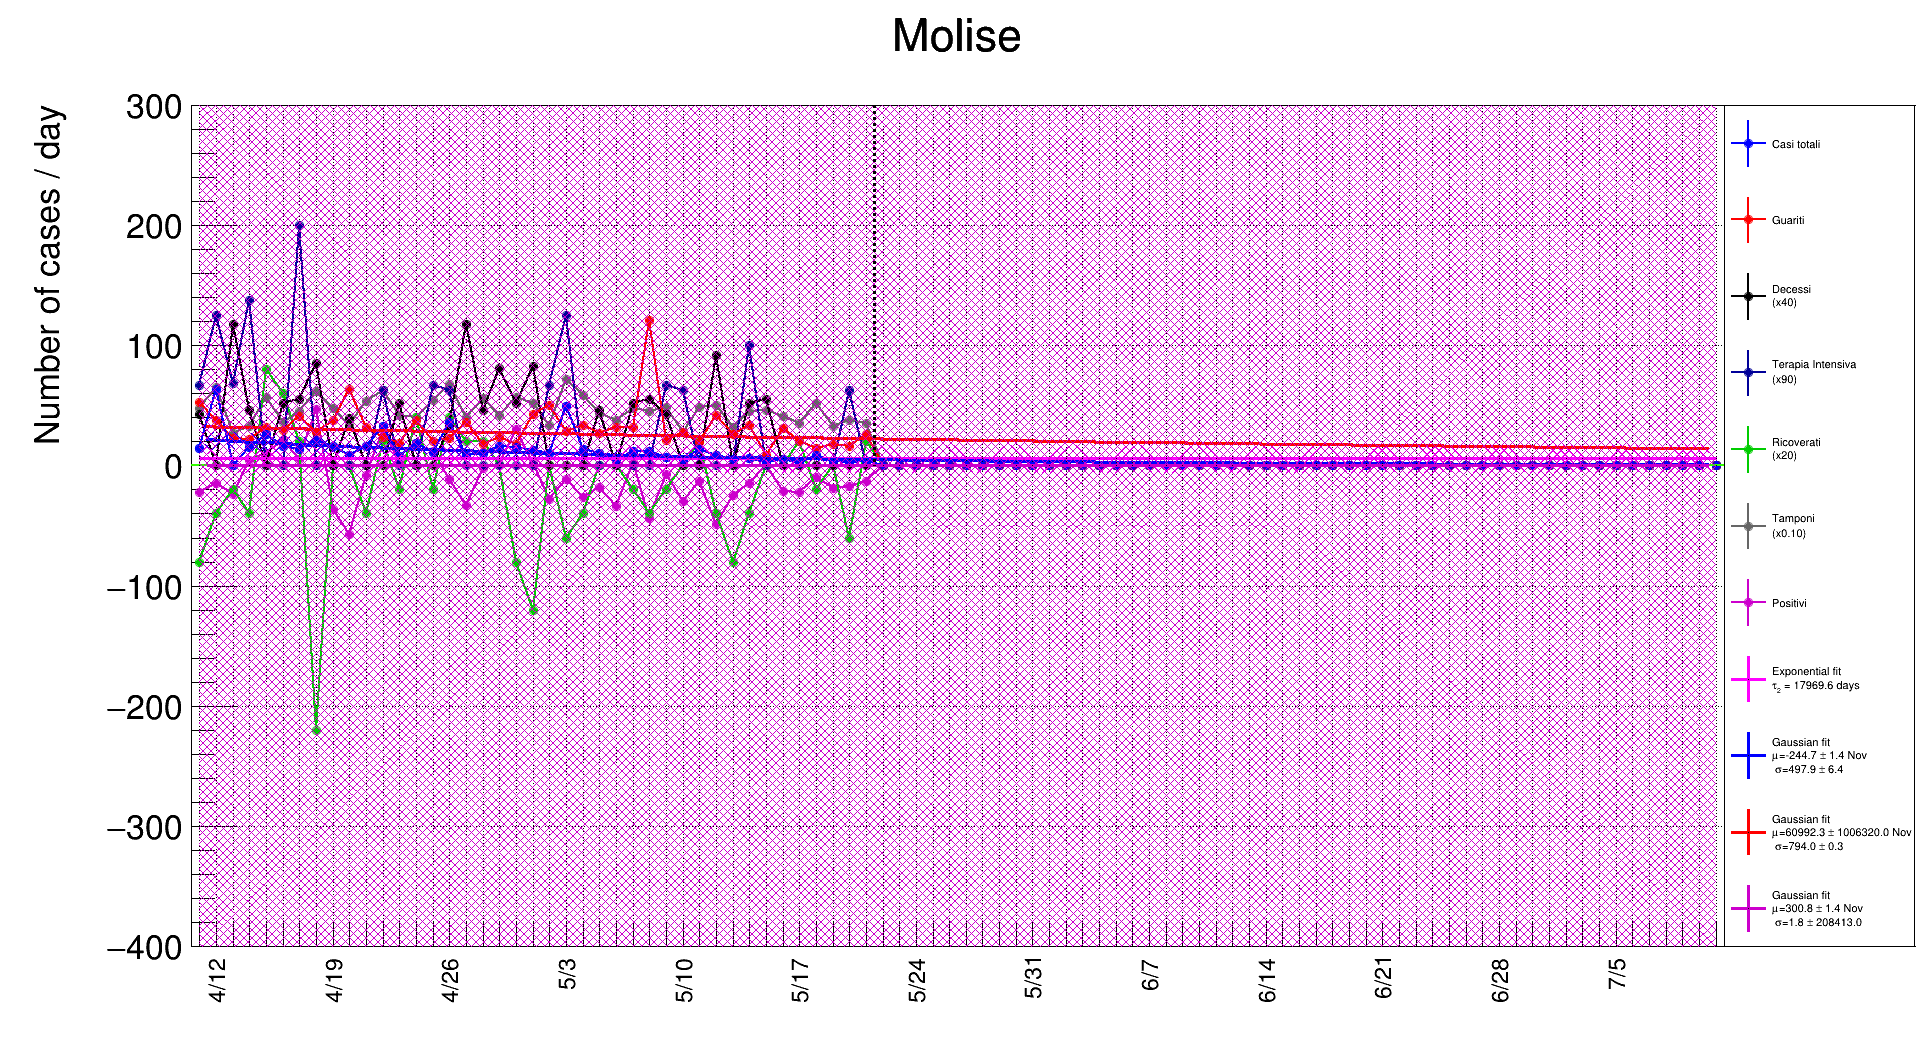 Molise
Number of cases / day
300
200
100
0
−100
−200
−300
−400
4/12
4/19
4/26
5/3
5/10
5/17
5/24
5/31
6/7
6/14
6/21
6/28
7/5
Casi totali
Guariti
Decessi
(x40)
Terapia Intensiva
(x90)
Ricoverati
(x20)
Tamponi
(x0.10)
Positivi
Exponential fit
τ₂ = 17969.6 days
Gaussian fit
μ=-244.7 ± 1.4 Nov
σ=497.9 ± 6.4
Gaussian fit
μ=60992.3 ± 1006320.0 Nov
σ=794.0 ± 0.3
Gaussian fit
μ=300.8 ± 1.4 Nov
σ=1.8 ± 208413.0